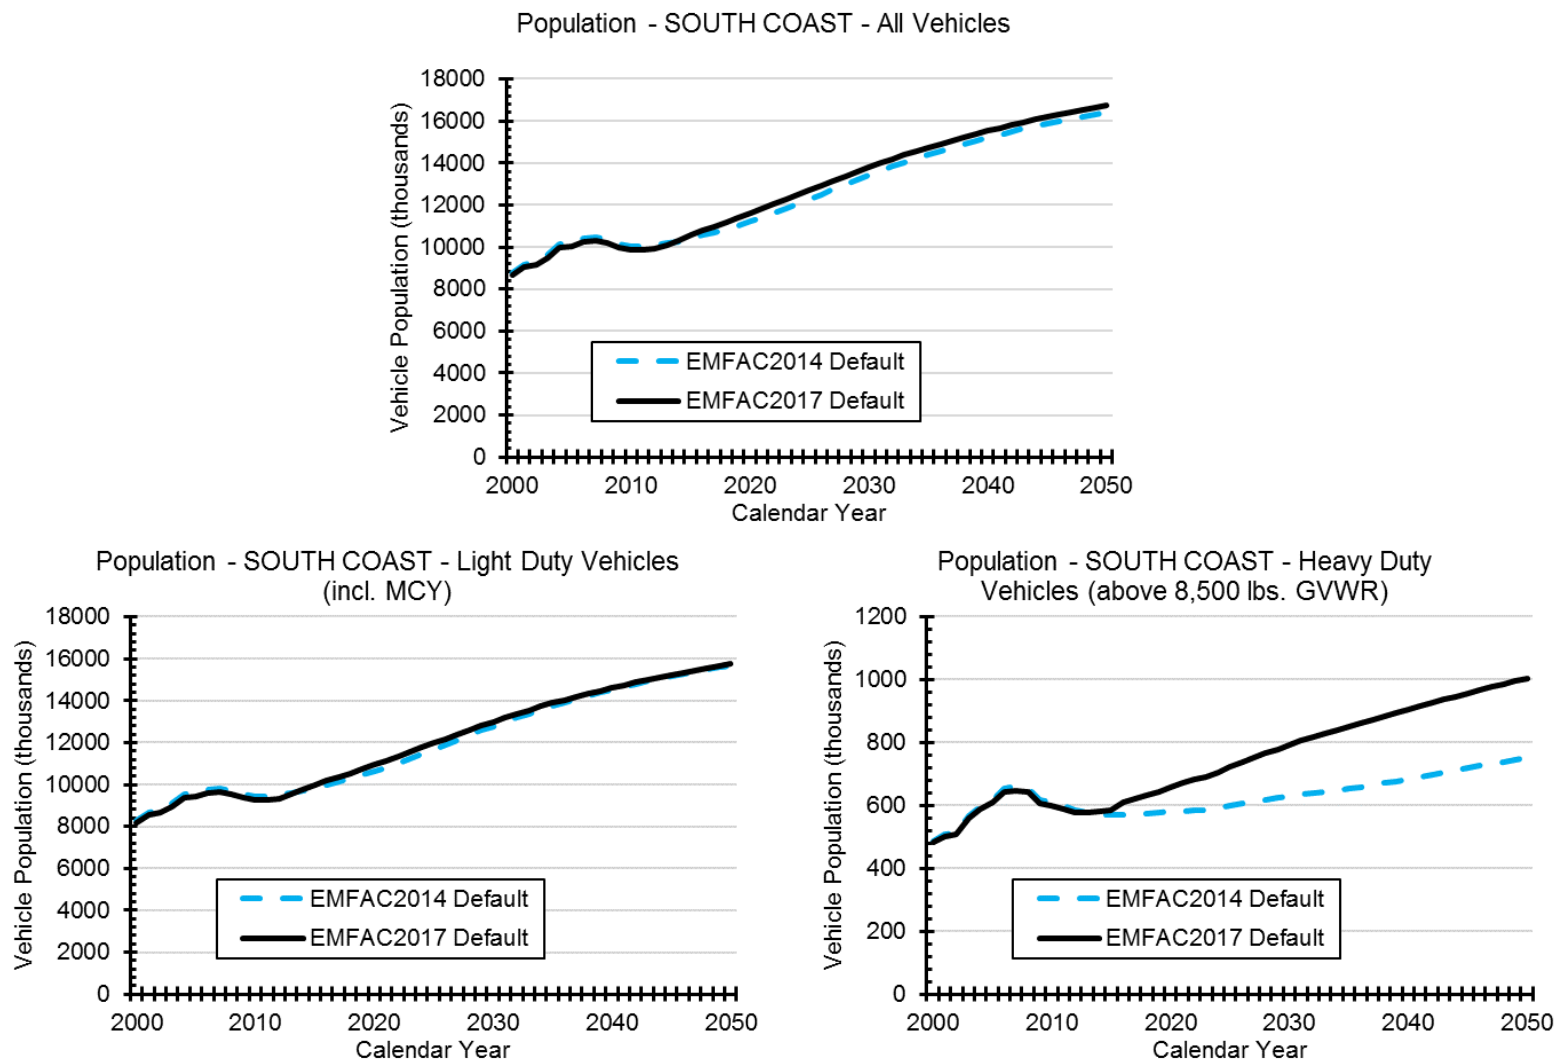 Population - SOUTH COAST - All Vehicles
Vehicle Population (thousands)
18000
16000
14000
12000
10000
8000
6000
4000
2000
0
EMFAC2014 Default
EMFAC2017 Default
2000 2010 2020 2030 2040 2050
Calendar Year
Population - SOUTH COAST - Light Duty Vehicles
(incl. MCY)
Vehicle Population (thousands)
18000
16000
14000
12000
10000
8000
6000
4000
2000
0
EMFAC2014 Default
EMFAC2017 Default
2000 2010 2020 2030 2040 2050
Calendar Year
Population - SOUTH COAST - Heavy Duty
Vehicles (above 8,500 lbs. GVWR)
Vehicle Population (thousands)
1200
1000
800
600
400
200
0
EMFAC2014 Default
EMFAC2017 Default
2000 2010 2020 2030 2040 2050
Calendar Year